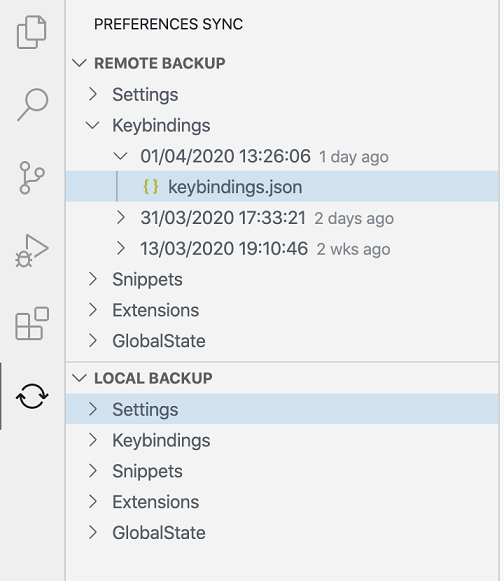 PREFERENCES SYNC
REMOTE BACKUP
Settings
Keybindings
01/04/2020 13:26:06 1 day ago
{} keybindings.json
31/03/2020 17:33:21 2 days ago
13/03/2020 19:10:46 2 wks ago
Snippets
Extensions
GlobalState
LOCAL BACKUP
Settings
Keybindings
Snippets
Extensions
GlobalState